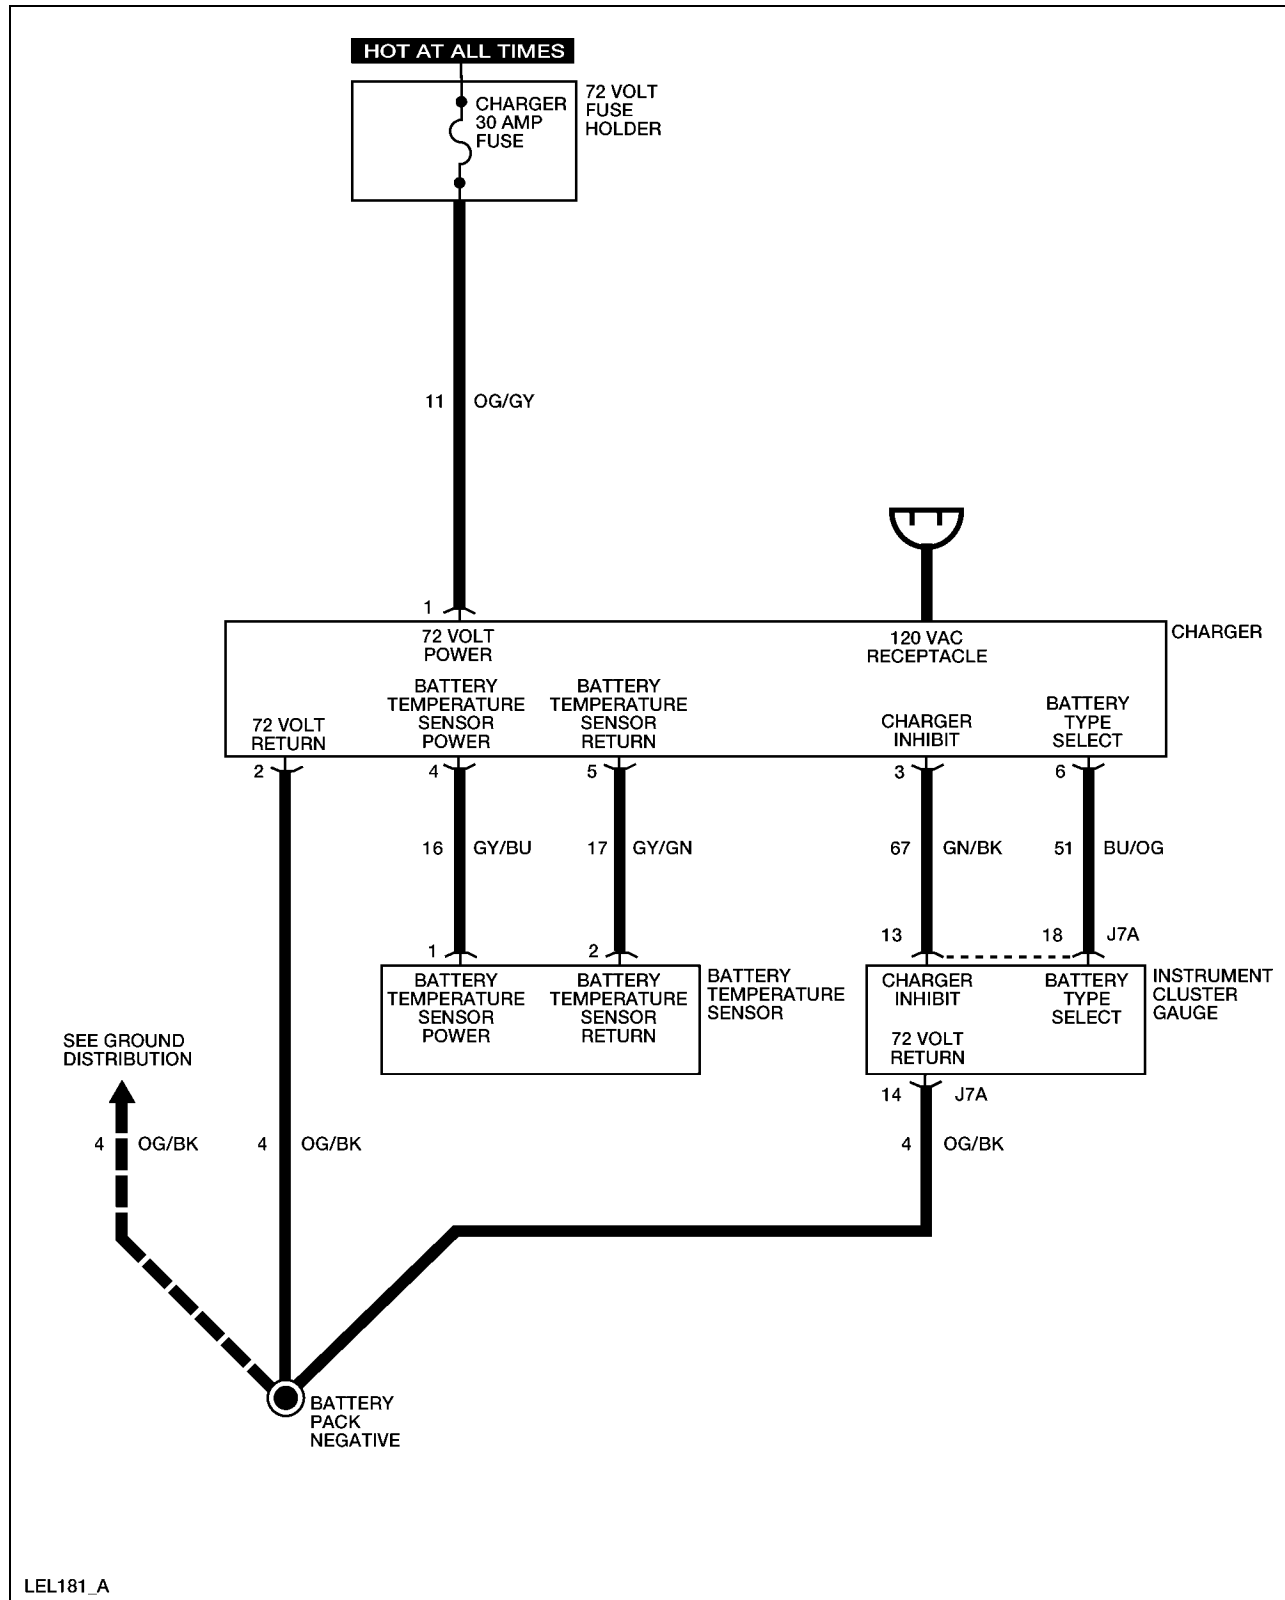 HOT AT ALL TIMES
CHARGER
30 AMP
FUSE
72 VOLT
FUSE
HOLDER
11 OG/GY
1
72 VOLT
POWER
120 VAC
RECEPTACLE
CHARGER
72 VOLT
RETURN
BATTERY
TEMPERATURE
SENSOR
POWER
BATTERY
TEMPERATURE
SENSOR
RETURN
CHARGER
INHIBIT
BATTERY
TYPE
SELECT
2 4 5 3 6
16 GY/BU 17 GY/GN 67 GN/BK 51 BU/OG
1 2 13 18 J7A
BATTERY
TEMPERATURE
SENSOR
POWER
BATTERY
TEMPERATURE
SENSOR
RETURN
BATTERY
TEMPERATURE
SENSOR
CHARGER
INHIBIT
BATTERY
TYPE
SELECT
72 VOLT
RETURN
INSTRUMENT
CLUSTER
GAUGE
14 J7A
SEE GROUND
DISTRIBUTION
4 OG/BK 4 OG/BK 4 OG/BK
BATTERY
PACK
NEGATIVE
LEL181_A